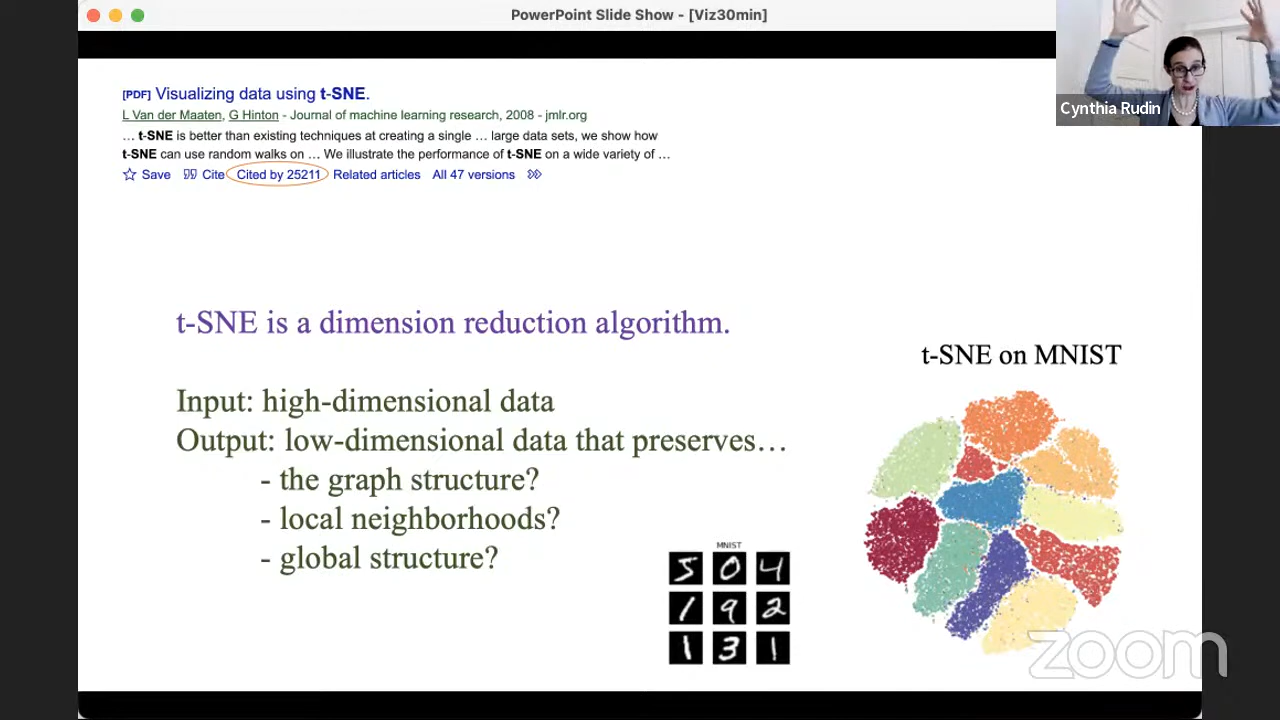 PowerPoint Slide Show - [Viz30min]
Cynthia Rudin
[PDF] Visualizing data using t-SNE.
L Van der Maaten, G Hinton - Journal of machine learning research, 2008 - jmlr.org
... t-SNE is better than existing techniques at creating a single ... large data sets, we show how
t-SNE can use random walks on ... We illustrate the performance of t-SNE on a wide variety of ...
Save Cite Cited by 25211 Related articles All 47 versions
t-SNE is a dimension reduction algorithm.
Input: high-dimensional data
Output: low-dimensional data that preserves…
- the graph structure?
- local neighborhoods?
- global structure?
t-SNE on MNIST
MNIST
5 0 4
1 9 2
1 3 1
zoom